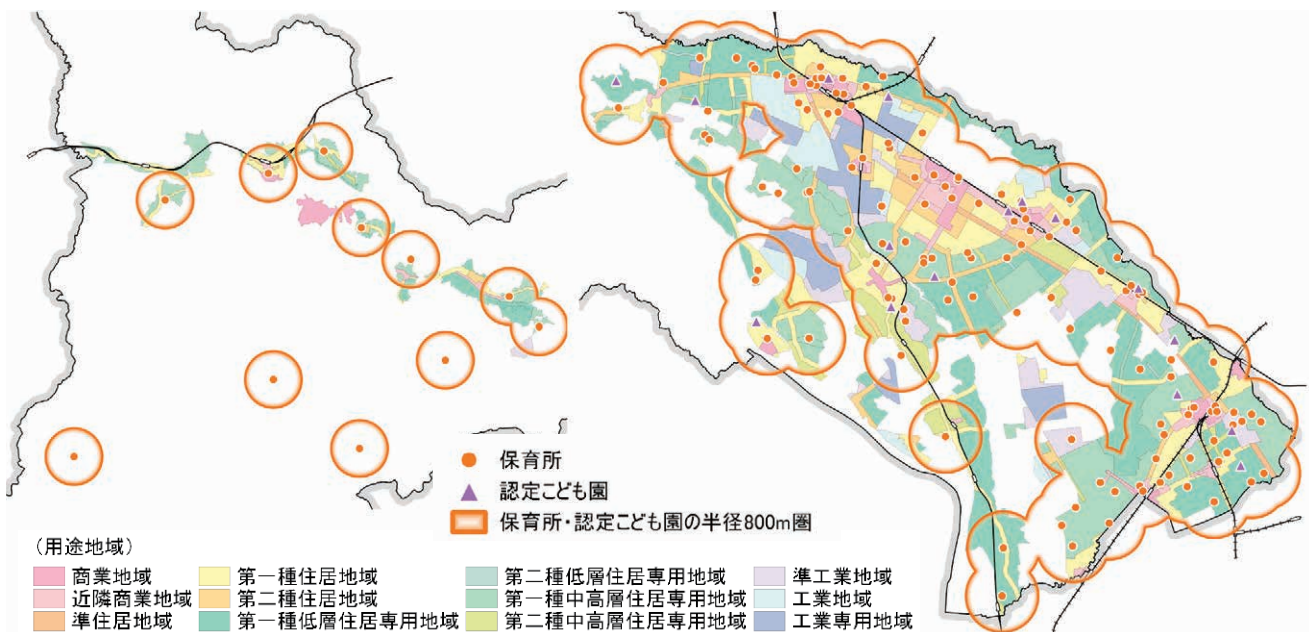 保育所
認定こども園
保育所・認定こども園の半径800m圏
(用途地域)
商業地域 第一種住居地域 第二種低層住居専用地域 準工業地域
近隣商業地域 第二種住居地域 第一種中高層住居専用地域 工業地域
準住居地域 第一種低層住居専用地域 第二種中高層住居専用地域 工業専用地域